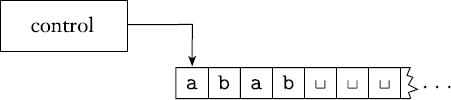 control
a b a b ␣ ␣ ␣ ...